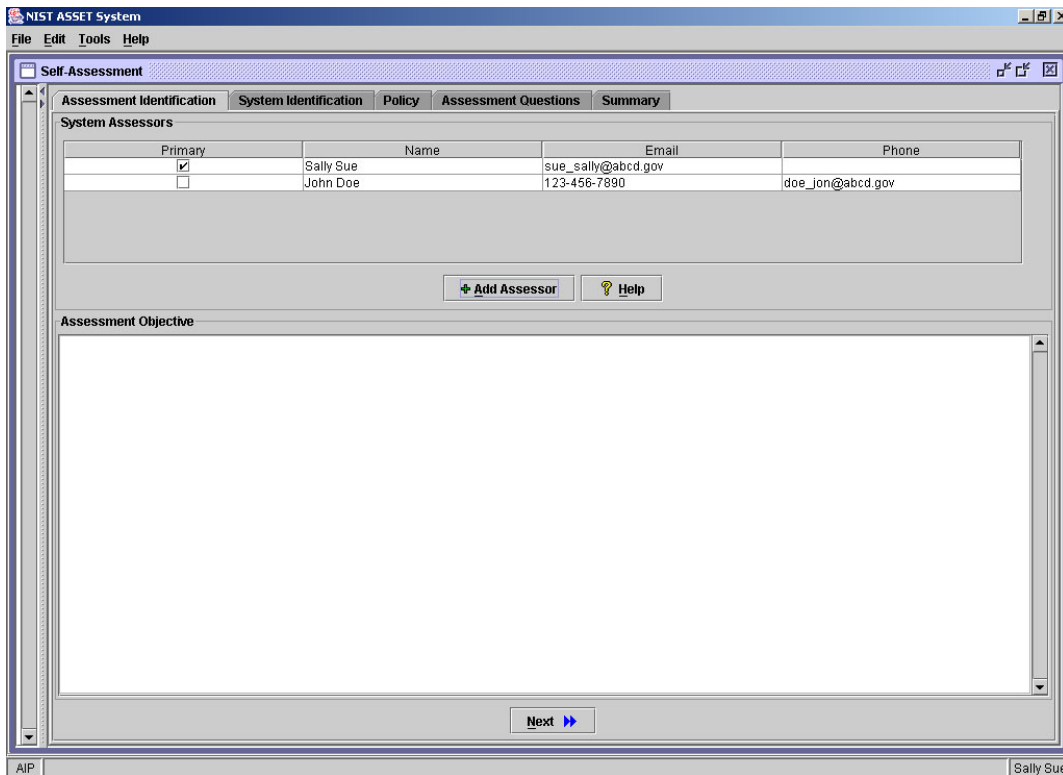 NIST ASSET System
File Edit Tools Help
Self-Assessment
Assessment Identification System Identification Policy Assessment Questions Summary
System Assessors
Primary Name Email Phone
Sally Sue sue_sally@abcd.gov
John Doe 123-456-7890 doe_jon@abcd.gov
Add Assessor Help
Assessment Objective
Next
AIP Sally Sue